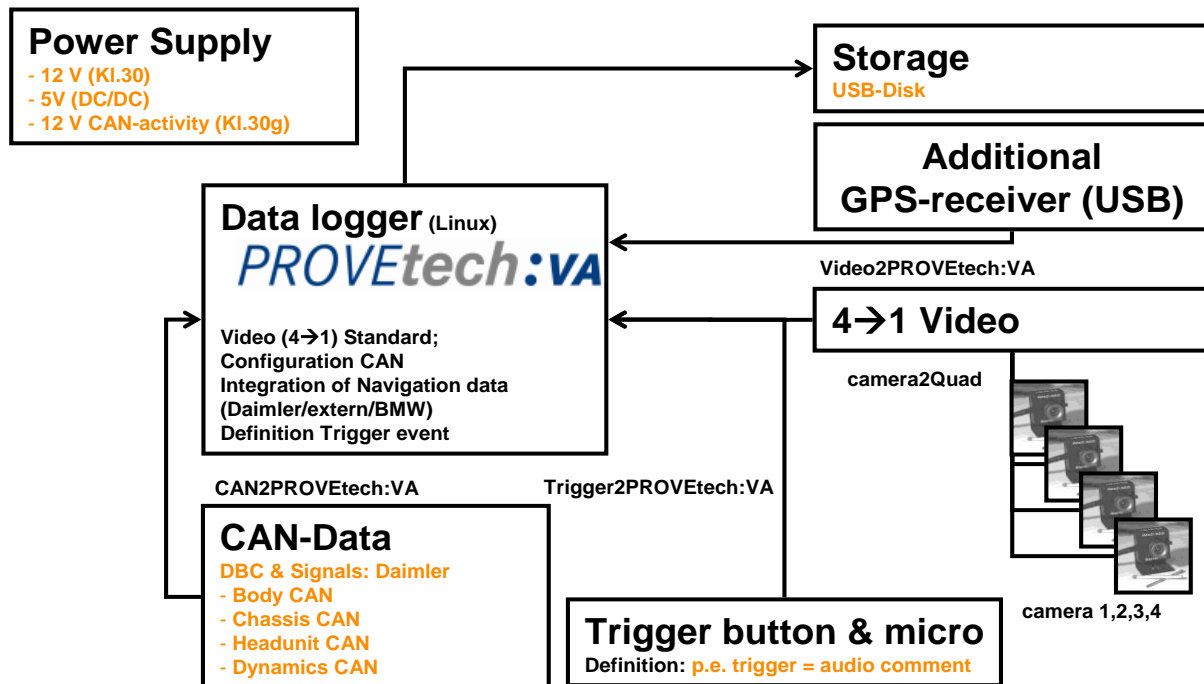 Power Supply
- 12 V (Kl.30)
- 5V (DC/DC)
- 12 V CAN-activity (Kl.30g)
Storage
USB-Disk
Additional
GPS-receiver (USB)
Data logger (Linux)
PROVEtech:VA
Video (4→1) Standard;
Configuration CAN
Integration of Navigation data
(Daimler/extern/BMW)
Definition Trigger event
Video2PROVEtech:VA
4→1 Video
camera2Quad
camera 1,2,3,4
CAN2PROVEtech:VA
Trigger2PROVEtech:VA
CAN-Data
DBC & Signals: Daimler
- Body CAN
- Chassis CAN
- Headunit CAN
- Dynamics CAN
Trigger button & micro
Definition: p.e. trigger = audio comment